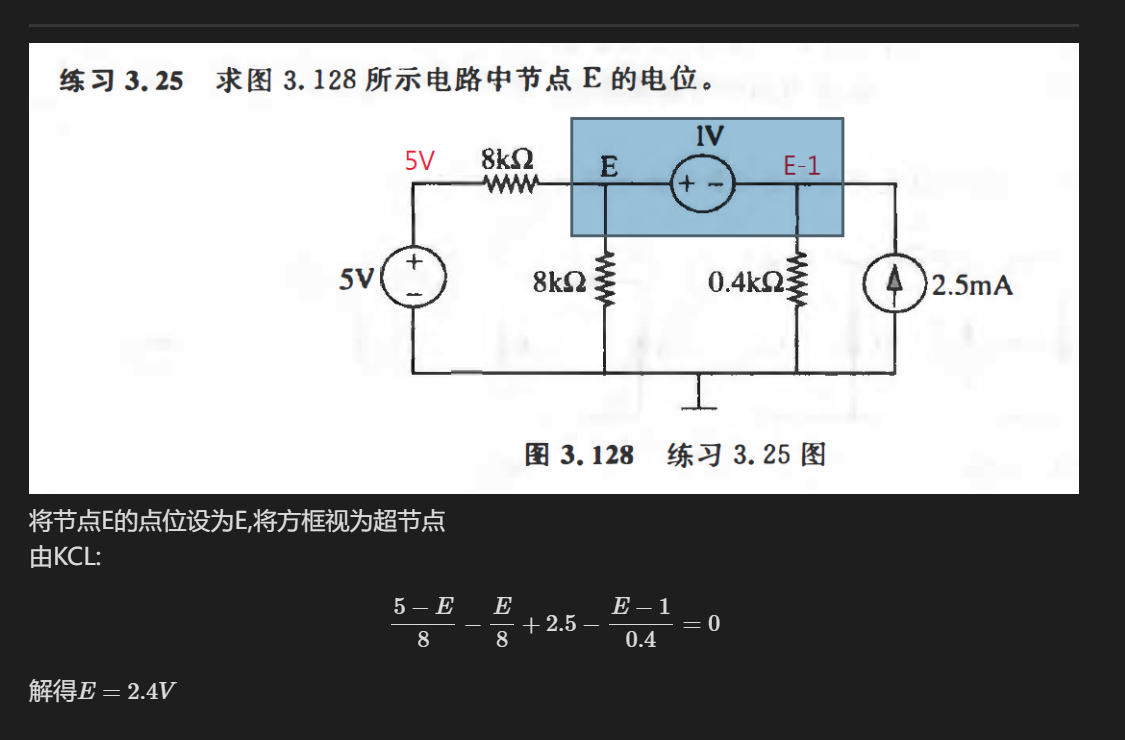 练习 3.25 求图 3.128 所示电路中节点 E 的电位。
1V
5V 8kΩ E E-1
+ −
5V + − 8kΩ 0.4kΩ 2.5mA
图 3.128 练习 3.25 图
将节点E的点位设为E,将方框视为超节点
由KCL:
\frac{5-E}{8} - \frac{E}{8} + 2.5 - \frac{E-1}{0.4} = 0
解得E = 2.4V